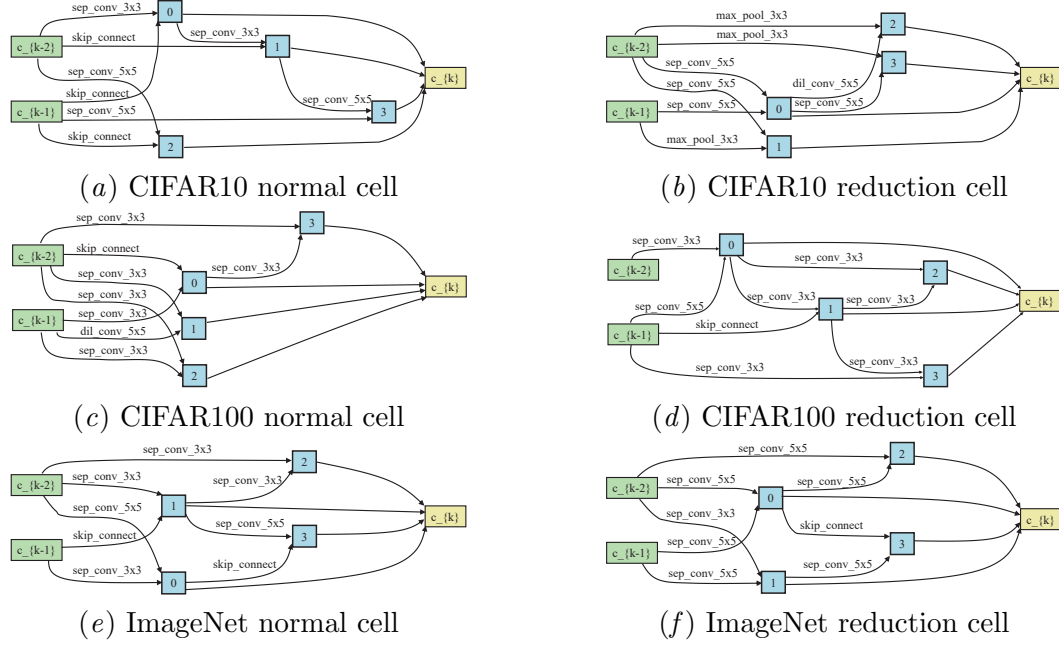 sep_conv_3x3
0
skip_connect
sep_conv_3x3
1
c_{k-2}
sep_conv_5x5
skip_connect
c_{k-1}
sep_conv_5x5
sep_conv_5x5
3
skip_connect
2
c_{k}
(a) CIFAR10 normal cell
max_pool_3x3
2
c_{k-2}
max_pool_3x3
3
sep_conv_5x5
dil_conv_5x5
sep_conv_5x5
c_{k-1}
sep_conv_5x5
0
sep_conv_5x5
max_pool_3x3
1
c_{k}
(b) CIFAR10 reduction cell
sep_conv_3x3
3
skip_connect
c_{k-2}
sep_conv_3x3
0
sep_conv_3x3
sep_conv_3x3
c_{k-1}
sep_conv_3x3
dil_conv_5x5
1
sep_conv_3x3
2
c_{k}
(c) CIFAR100 normal cell
sep_conv_3x3
0
c_{k-2}
sep_conv_3x3
2
sep_conv_5x5
sep_conv_3x3
1
sep_conv_3x3
c_{k-1}
skip_connect
sep_conv_3x3
sep_conv_3x3
3
c_{k}
(d) CIFAR100 reduction cell
sep_conv_3x3
2
c_{k-2}
sep_conv_3x3
sep_conv_3x3
sep_conv_5x5
1
sep_conv_5x5
skip_connect
3
c_{k-1}
sep_conv_3x3
0
skip_connect
c_{k}
(e) ImageNet normal cell
sep_conv_5x5
2
c_{k-2}
sep_conv_5x5
0
sep_conv_5x5
sep_conv_3x3
skip_connect
3
c_{k-1}
sep_conv_5x5
sep_conv_5x5
1
sep_conv_5x5
c_{k}
(f) ImageNet reduction cell